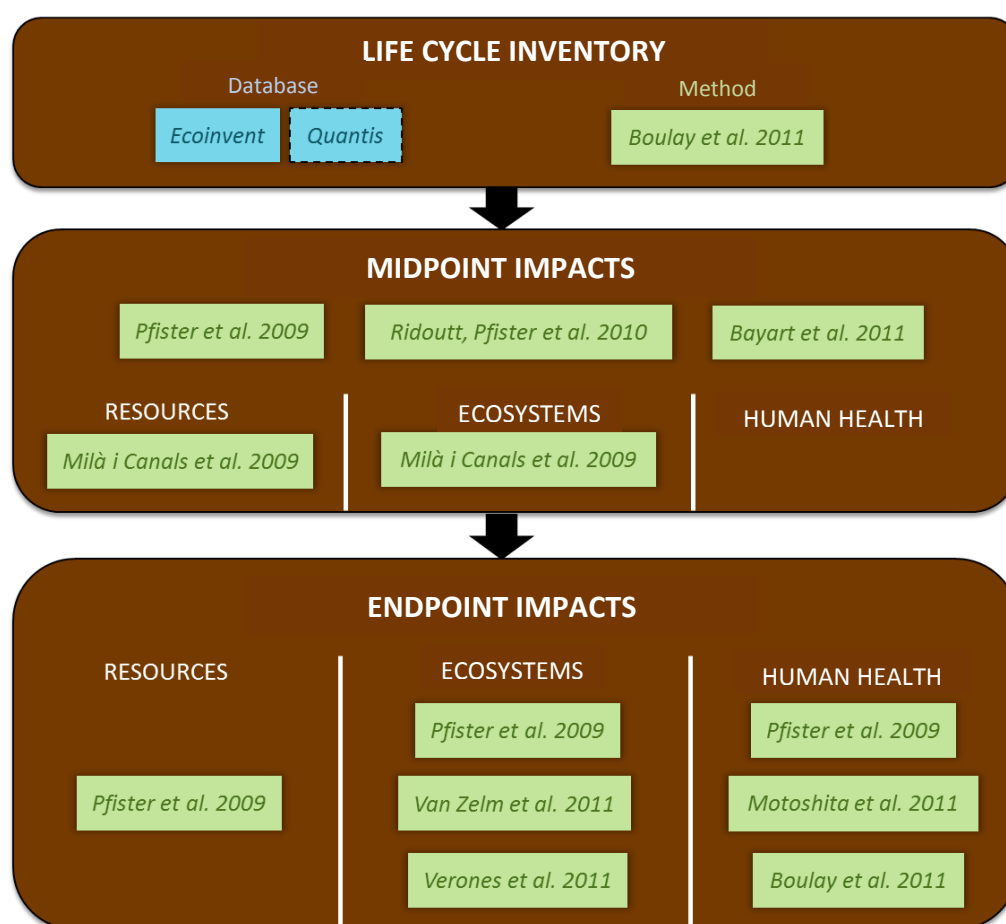 LIFE CYCLE INVENTORY
Database
Method
Ecoinvent
Quantis
Boulay et al. 2011
MIDPOINT IMPACTS
Pfister et al. 2009
Ridoutt, Pfister et al. 2010
Bayart et al. 2011
RESOURCES
ECOSYSTEMS
HUMAN HEALTH
Milà i Canals et al. 2009
Milà i Canals et al. 2009
ENDPOINT IMPACTS
RESOURCES
ECOSYSTEMS
HUMAN HEALTH
Pfister et al. 2009
Pfister et al. 2009
Pfister et al. 2009
Van Zelm et al. 2011
Motoshita et al. 2011
Verones et al. 2011
Boulay et al. 2011